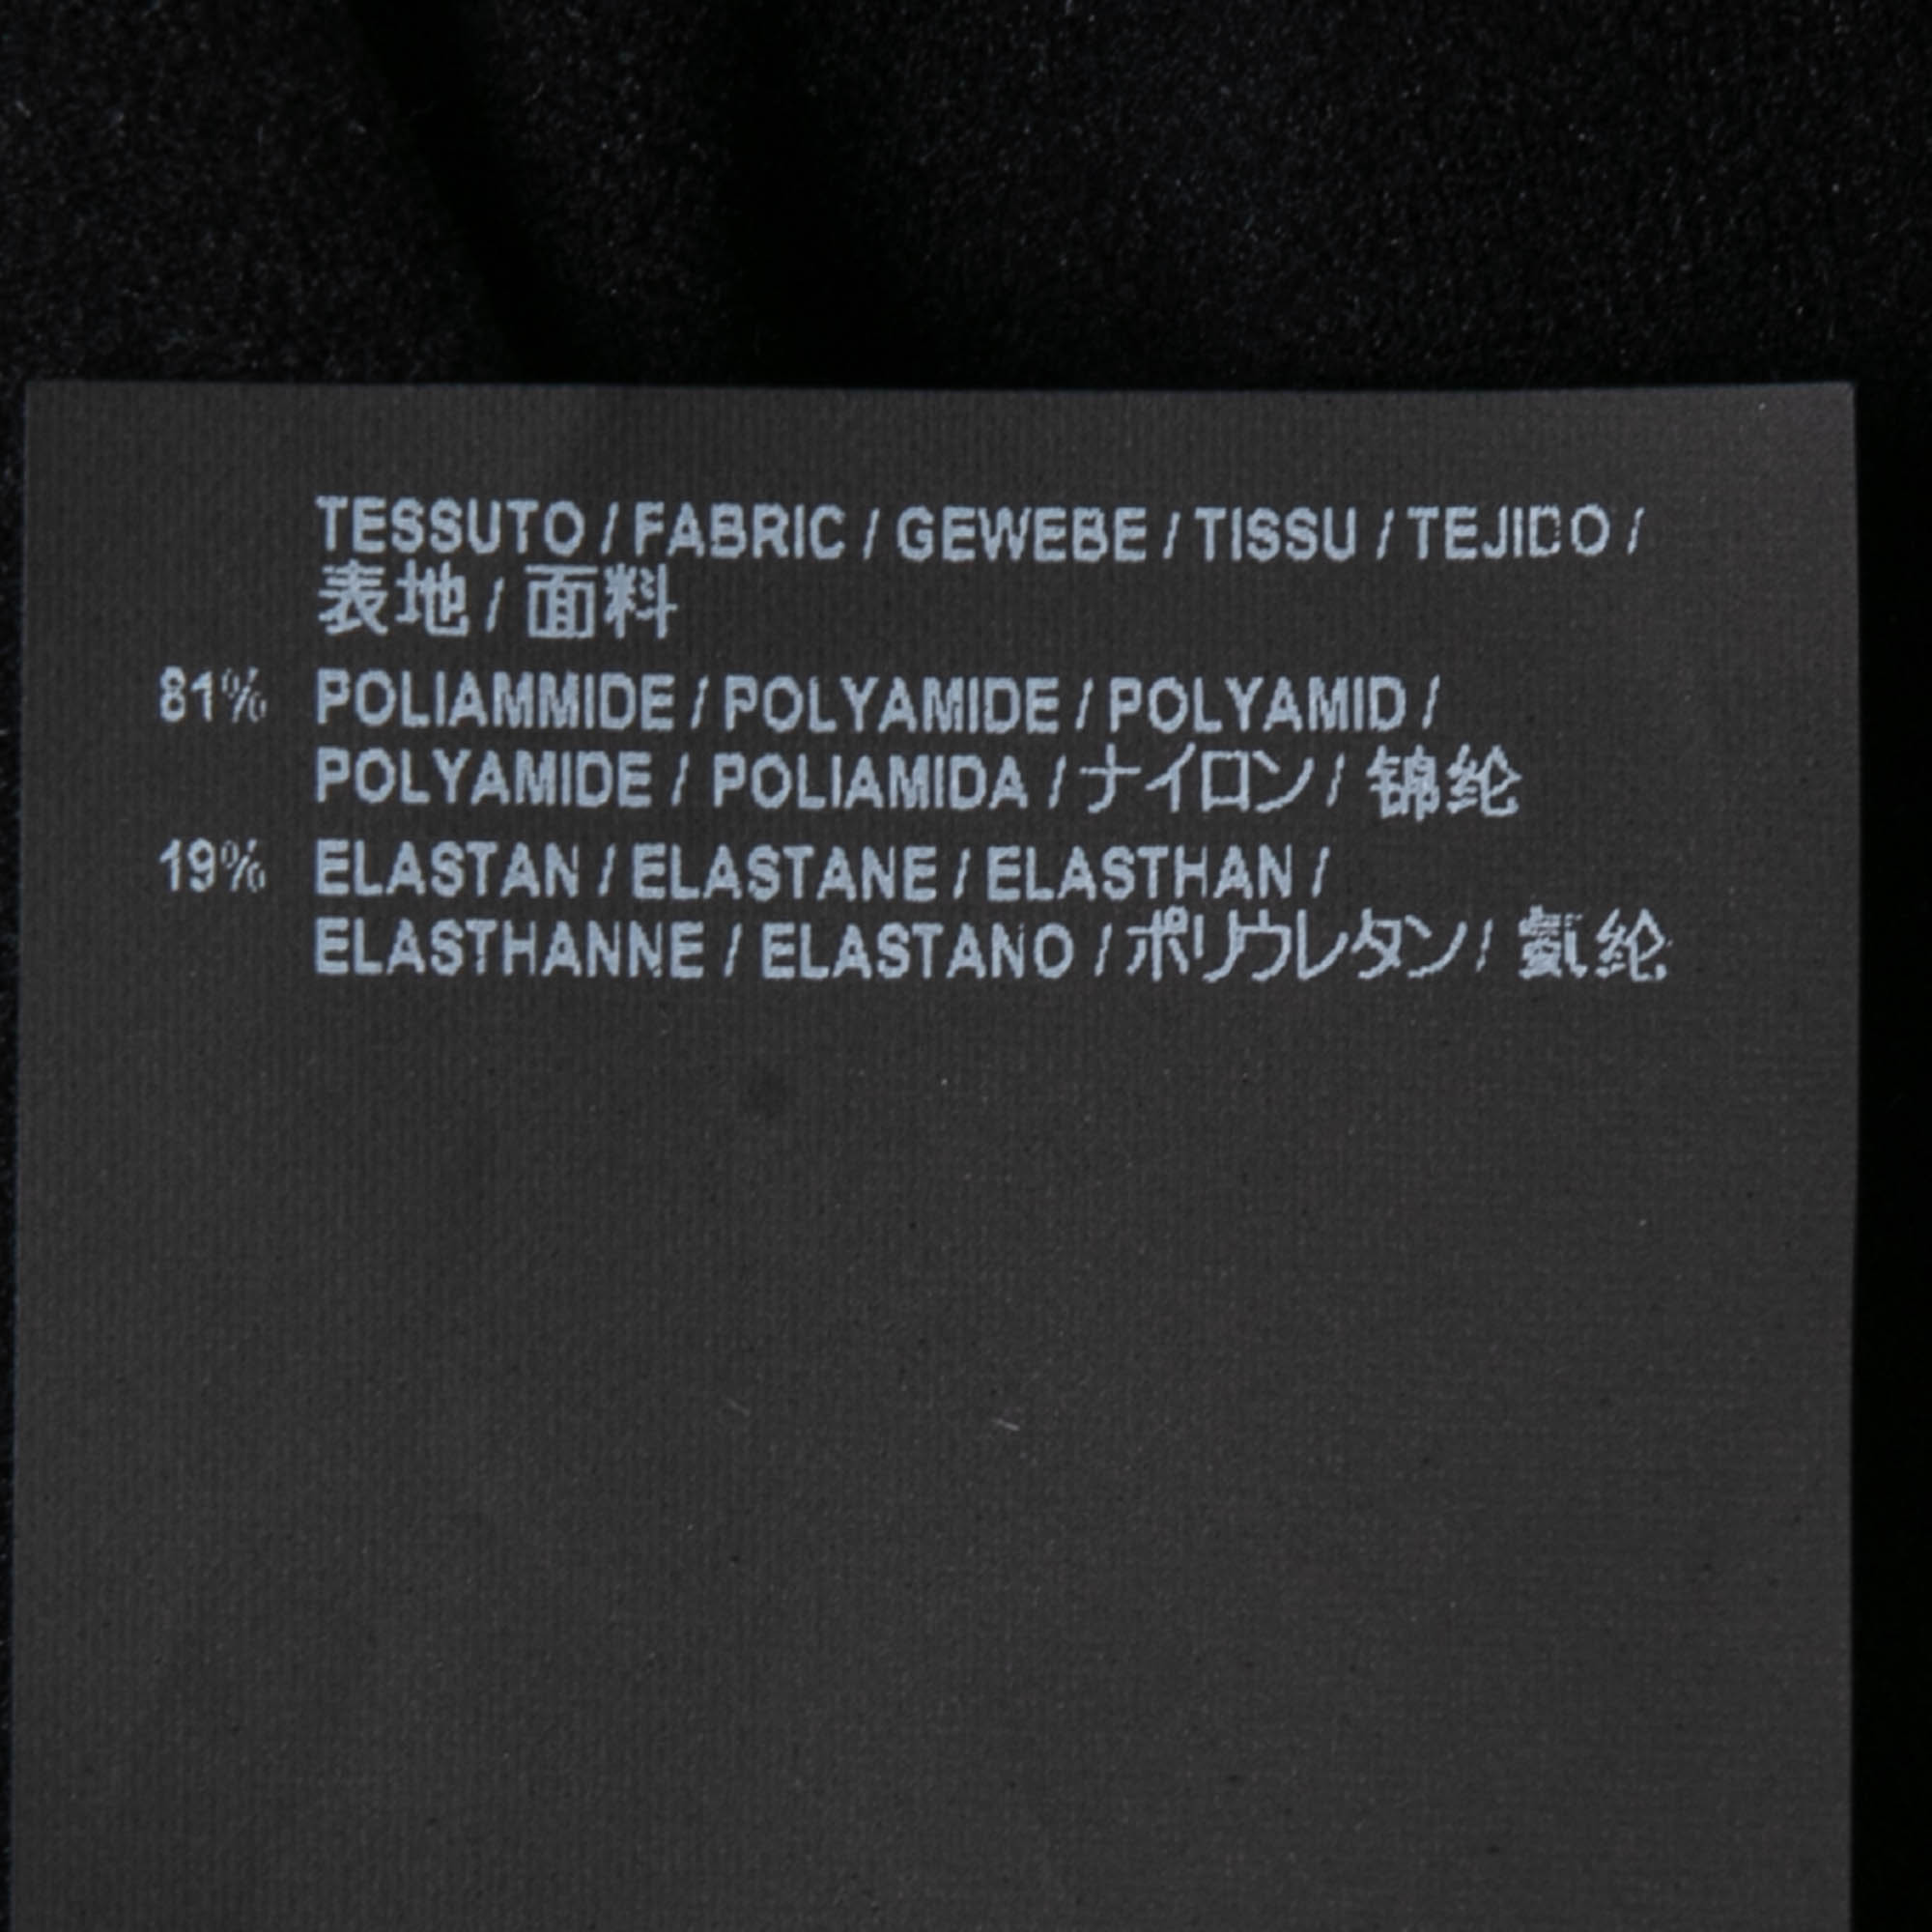 TESSUTO / FABRIC / GEWEBE / TISSU / TEJIDO /
表地 / 面料
81% POLIAMMIDE / POLYAMIDE / POLYAMID /
POLYAMIDE / POLIAMIDA / ナイロン / 锦纶
19% ELASTAN / ELASTANE / ELASTHAN /
ELASTHANNE / ELASTANO / ポリウレタン / 氨纶